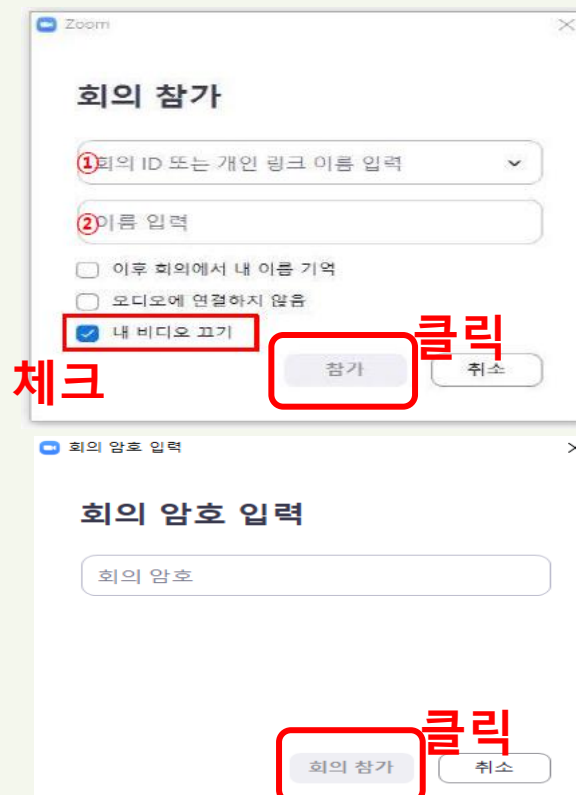 Zoom
회의 참가
①회의 ID 또는 개인 링크 이름 입력
②이름 입력
이후 회의에서 내 이름 기억
오디오에 연결하지 않음
내 비디오 끄기
클릭
체크
참가
취소
회의 암호 입력
회의 암호 입력
회의 암호
클릭
회의 참가
취소